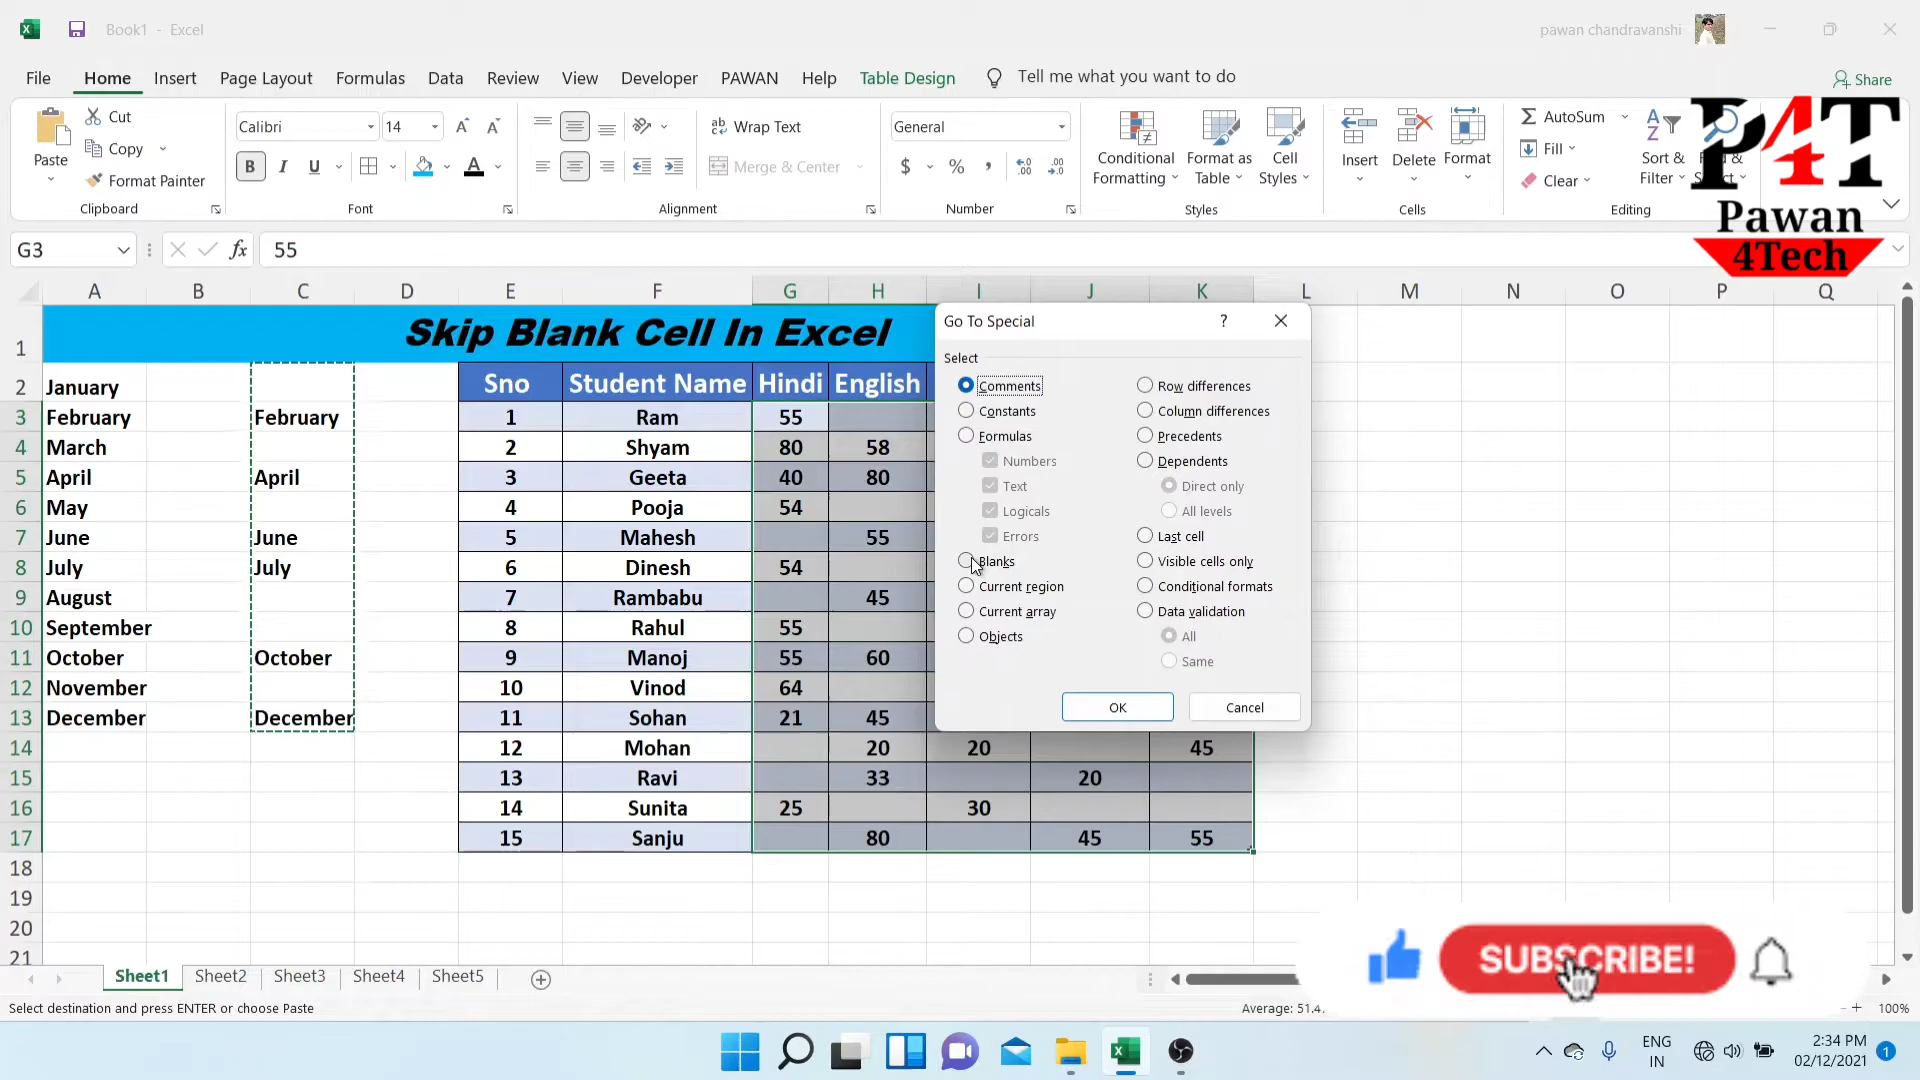 Book1 - Excel
pawan chandravanshi
File Home Insert Page Layout Formulas Data Review View Developer PAWAN Help Table Design Tell me what you want to do
Share
Paste
Cut
Copy
Format Painter
Clipboard
Calibri 14
B I U
Font
Wrap Text
Merge & Center
Alignment
General
$ % ,
Number
Conditional Formatting
Format as Table
Cell Styles
Styles
Insert Delete Format
Cells
AutoSum
Fill
Clear
Sort & Filter
Editing
P4T
Pawan
4Tech
G3 fx 55
A B C D E F G H I J K L M N O P Q
1 Skip Blank Cell In Excel
2 January Sno Student Name Hindi English
3 February February 1 Ram 55
4 March 2 Shyam 80 58
5 April April 3 Geeta 40 80
6 May 4 Pooja 54
7 June June 5 Mahesh 55
8 July July 6 Dinesh 54
9 August 7 Rambabu 45
10 September 8 Rahul 55
11 October October 9 Manoj 55 60
12 November 10 Vinod 64
13 December December 11 Sohan 21 45
14 12 Mohan 20 20 45
15 13 Ravi 33 20
16 14 Sunita 25 30
17 15 Sanju 80 45 55
18
19
20
21
Go To Special ?
Select
Comments Row differences
Constants Column differences
Formulas Precedents
Numbers Dependents
Text Direct only
Logicals All levels
Errors Last cell
Blanks Visible cells only
Current region Conditional formats
Current array Data validation
Objects All
Same
OK Cancel
SUBSCRIBE!
Sheet1 Sheet2 Sheet3 Sheet4 Sheet5
Select destination and press ENTER or choose Paste
100%
ENG
IN
2:34 PM
02/12/2021
1